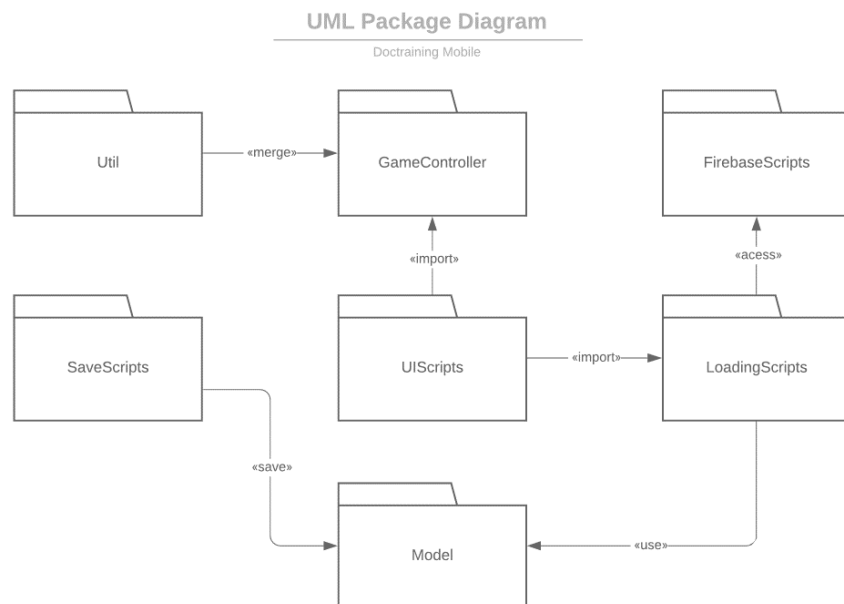 UML Package Diagram
Doctraining Mobile
Util
«merge»
GameController
FirebaseScripts
«import»
«acess»
SaveScripts
UIScripts
«import»
LoadingScripts
«save»
Model
«use»